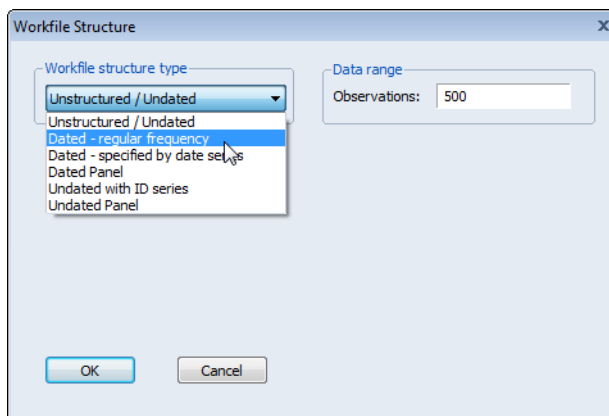 Workfile Structure
x
Workfile structure type
Unstructured / Undated
Unstructured / Undated
Dated - regular frequency
Dated - specified by date series
Dated Panel
Undated with ID series
Undated Panel
Data range
Observations: 500
OK
Cancel